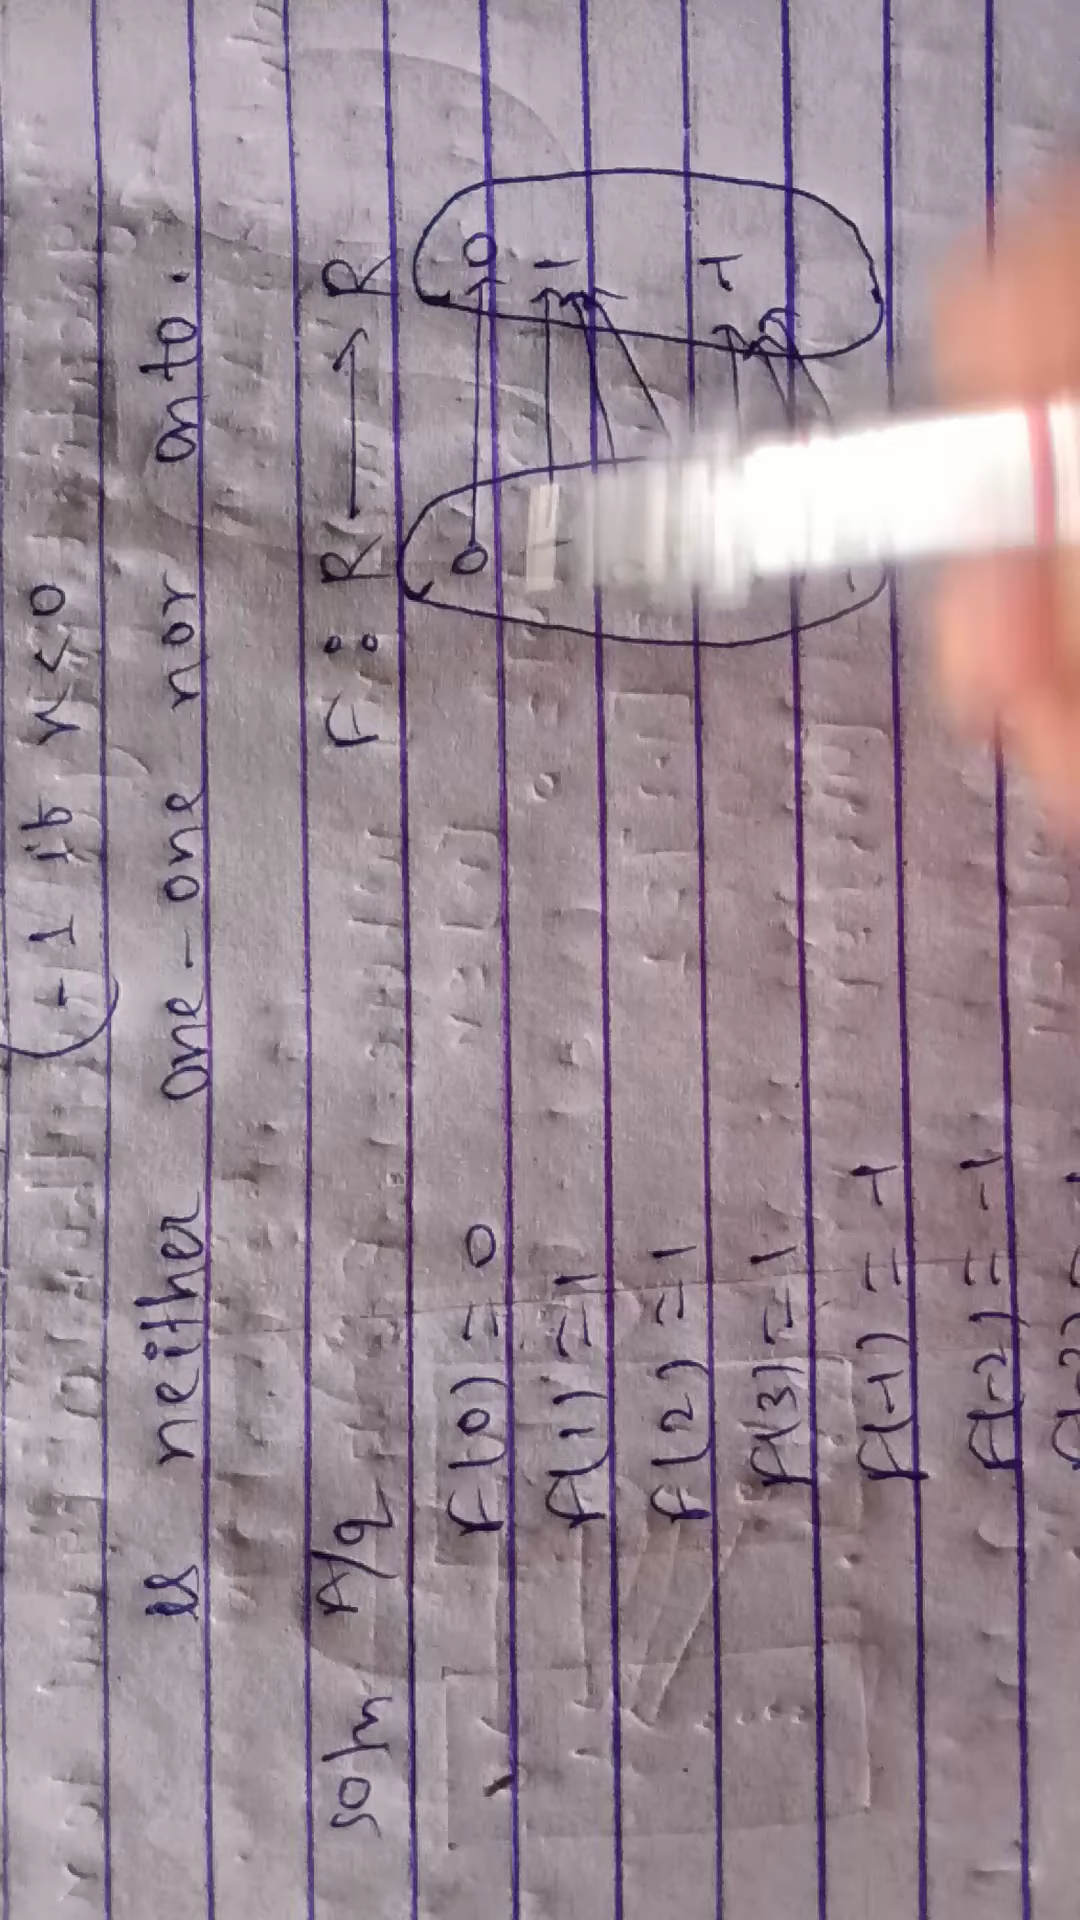 (-1 if x<0
is neither one-one nor onto.
soln A/q F : R → R
F(0) = 0
F(1) = 1
F(2) = 1
F(3) = 1
F(-1) = -1
F(-2) = -1
0 0
1
-1